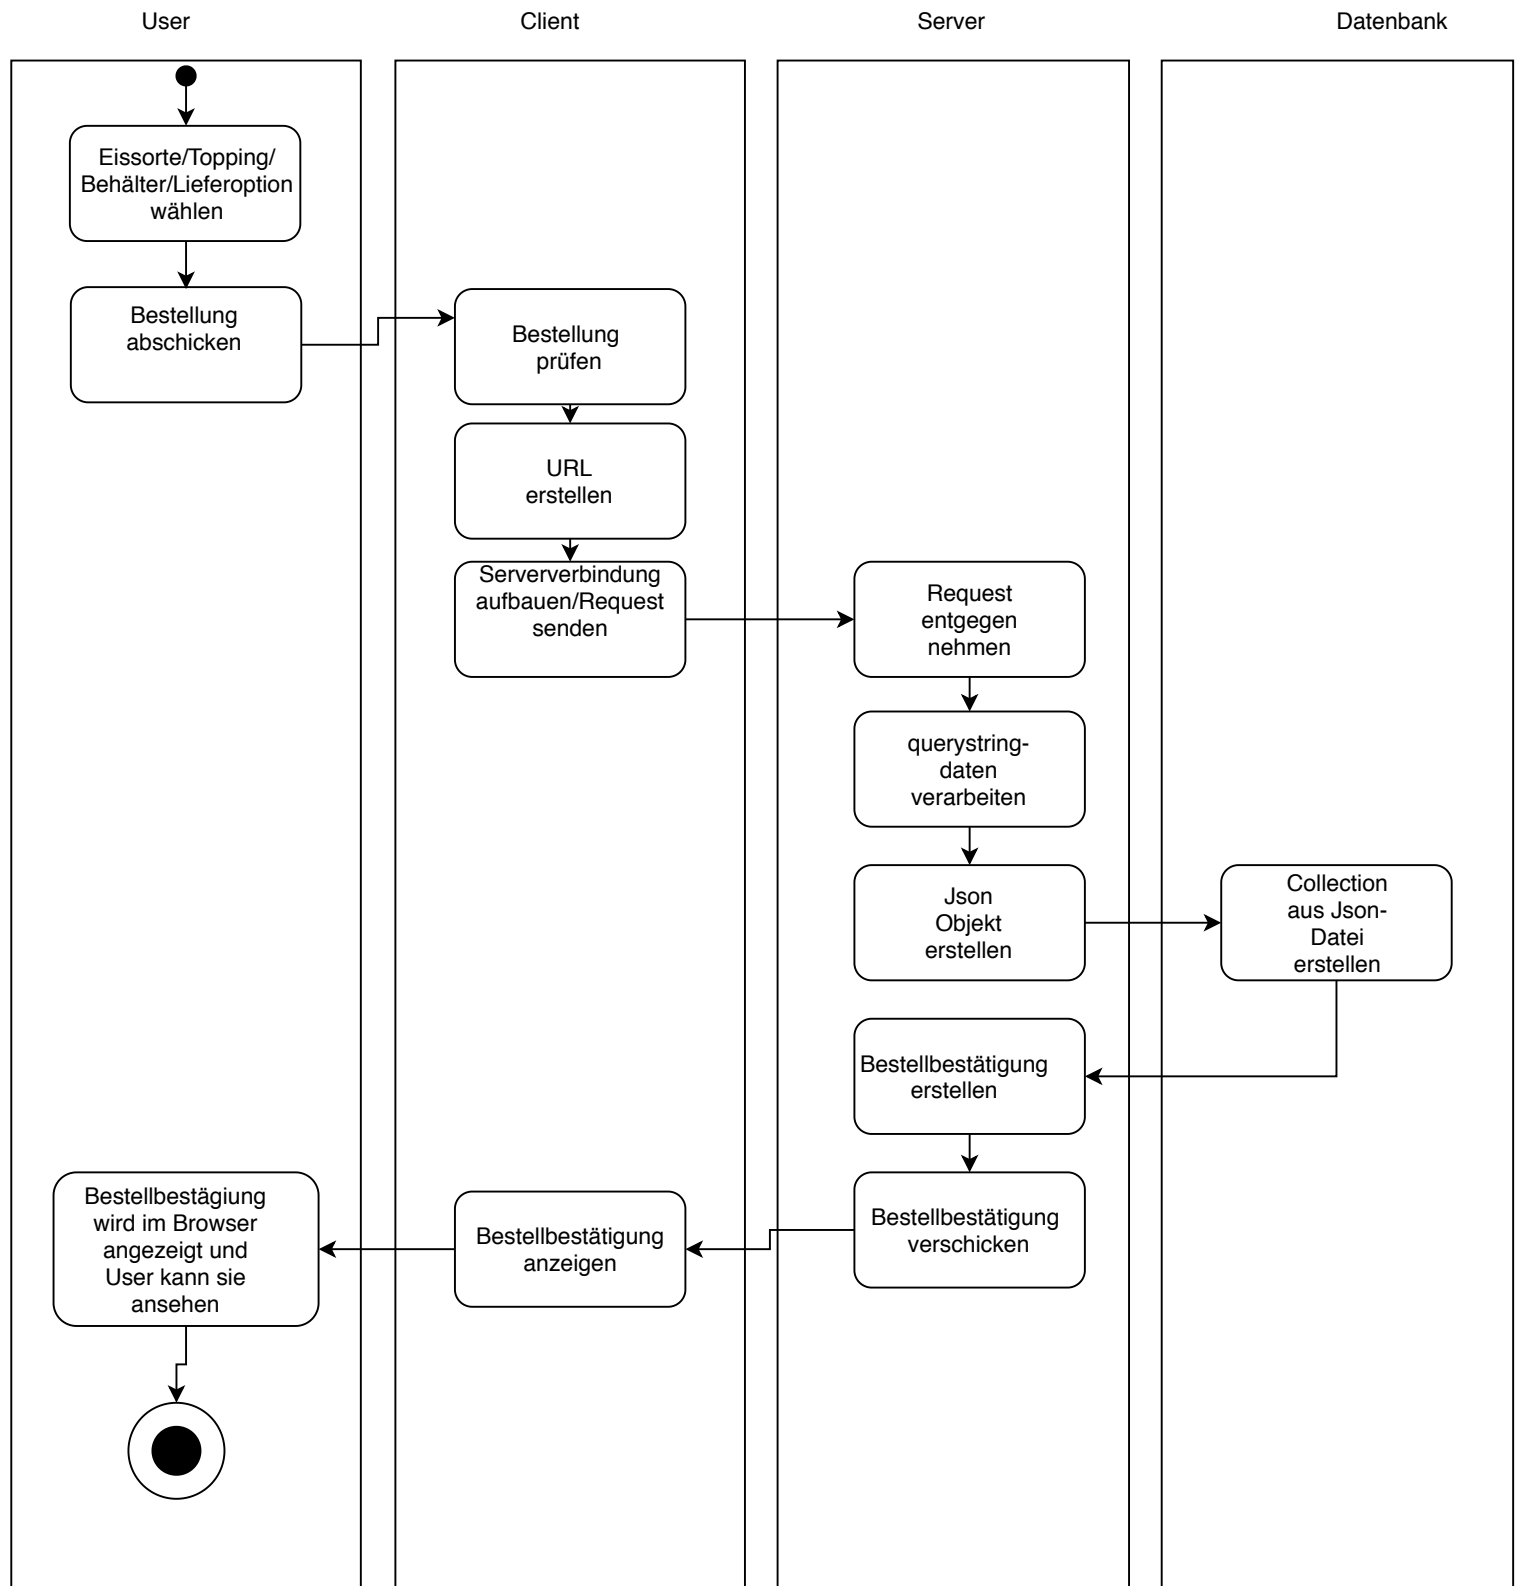 User
Client
Server
Datenbank
Eissorte/Topping/
Behälter/Lieferoption
wählen
Bestellung
abschicken
Bestellung
prüfen
URL
erstellen
Serververbindung
aufbauen/Request
senden
Request
entgegen
nehmen
querystring-
daten
verarbeiten
Json
Objekt
erstellen
Collection
aus Json-
Datei
erstellen
Bestellbestätigung
erstellen
Bestellbestätigung
verschicken
Bestellbestätigung
anzeigen
Bestellbestägiung
wird im Browser
angezeigt und
User kann sie
ansehen